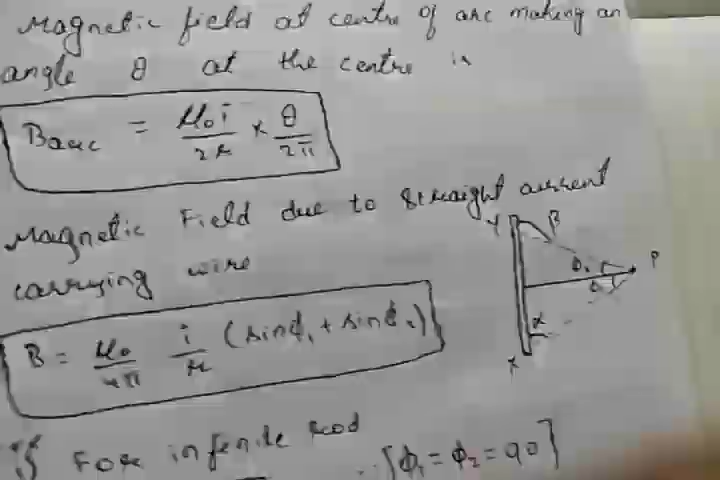 Magnetic field at centre of arc making an
angle θ at the centre is
Barc = μ₀i/2r × θ/2π
Magnetic Field due to straight current
carrying wire
Y B
P
α
X
B = μ₀/4π i/r (sinϕ₁ + sinϕ₂)
For infinite rod
[ϕ₁ = ϕ₂ = 90]